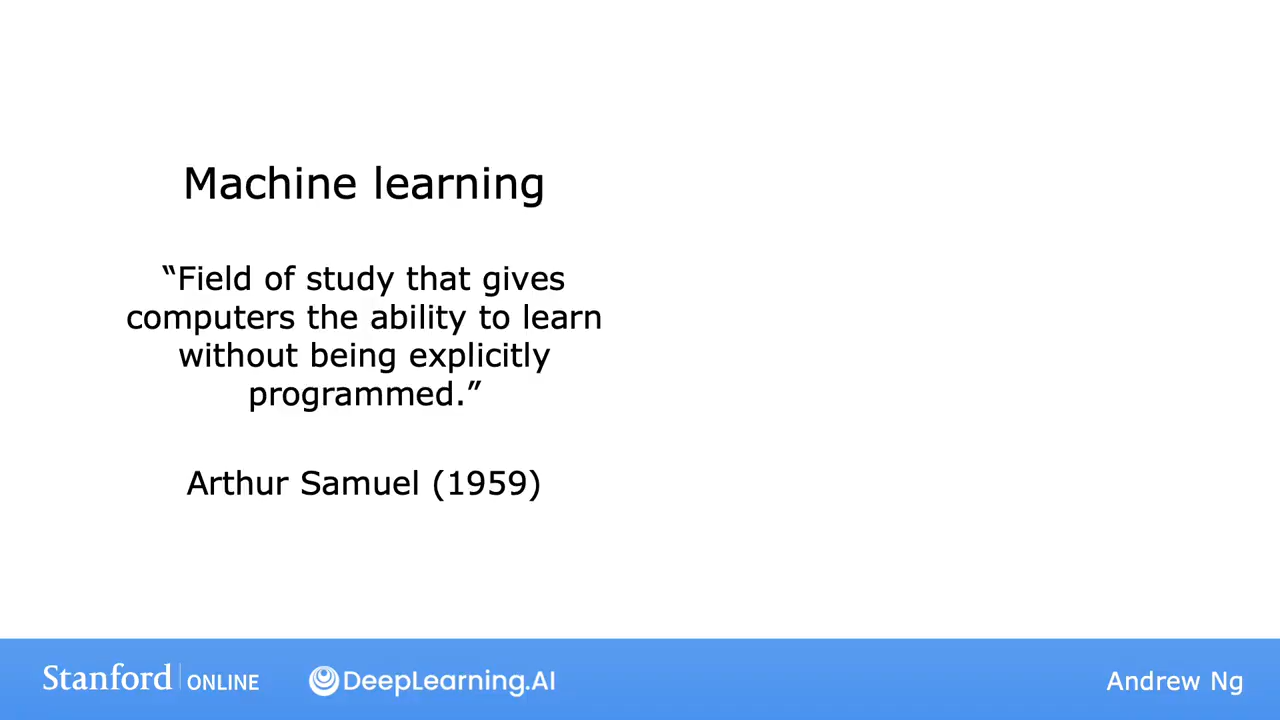 Machine learning
“Field of study that gives
computers the ability to learn
without being explicitly
programmed.”
Arthur Samuel (1959)
Stanford ONLINE
DeepLearning.AI
Andrew Ng